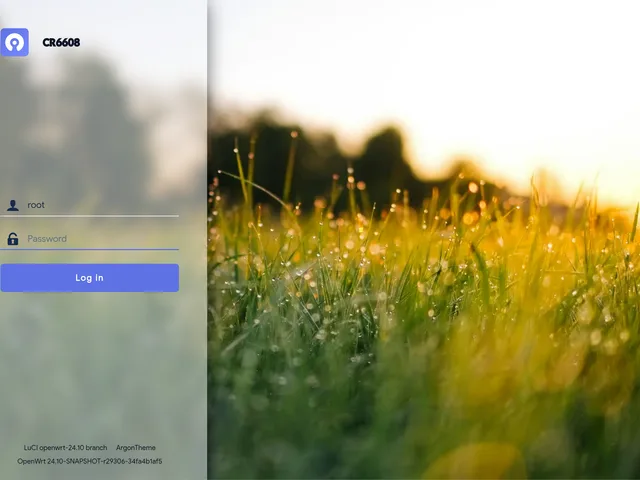 CR6608
root
Password
Log in
LuCI openwrt-24.10 branch ArgonTheme
OpenWrt 24.10-SNAPSHOT-r29306-34fa4b1af5